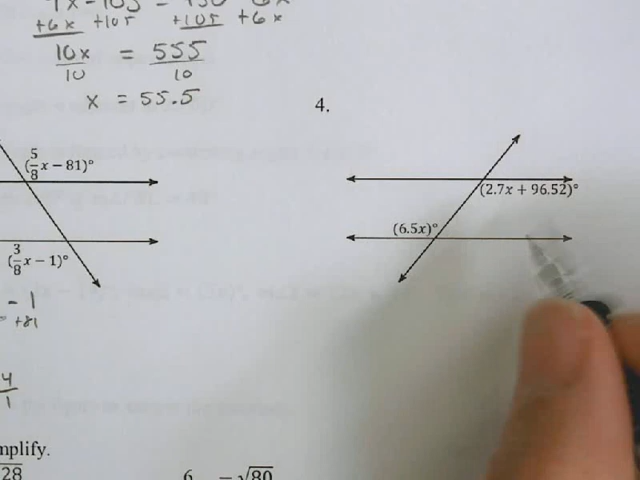 +6x +105 +105 +6x
10x = 555
10 10
x = 55.5
4.
(5/8x − 81)°
(3/8x − 1)°
(2.7x + 96.52)°
(6.5x)°
- 1
= +81
4
1
mplify.
28
6. −√80